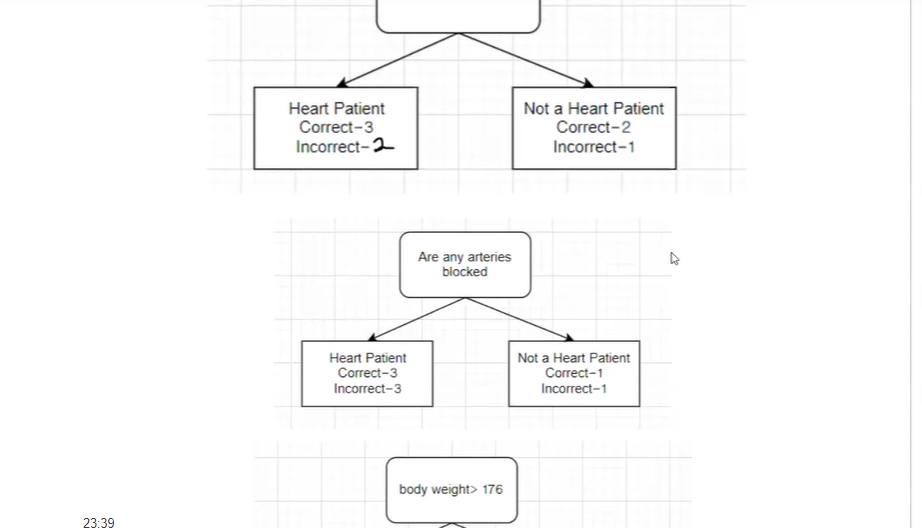 Heart Patient
Correct-3
Incorrect-2
Not a Heart Patient
Correct-2
Incorrect-1
Are any arteries
blocked
Heart Patient
Correct-3
Incorrect-3
Not a Heart Patient
Correct-1
Incorrect-1
body weight> 176
23:39